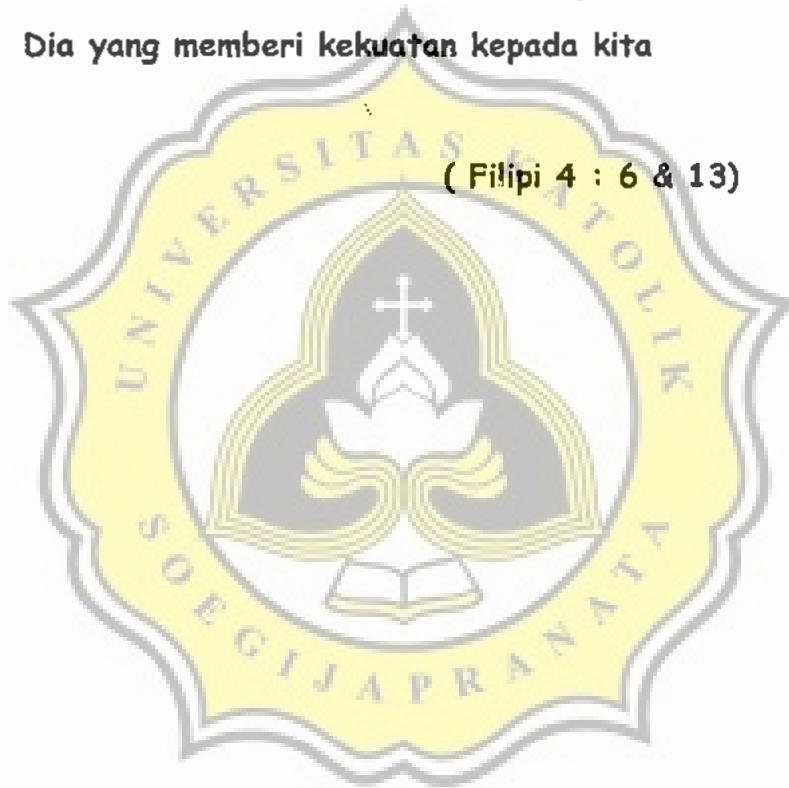 Dia yang memberi kekuatan kepada kita
( Filipi 4 : 6 & 13)
UNIVERSITAS KATOLIK
SOEGIJAPRANATA